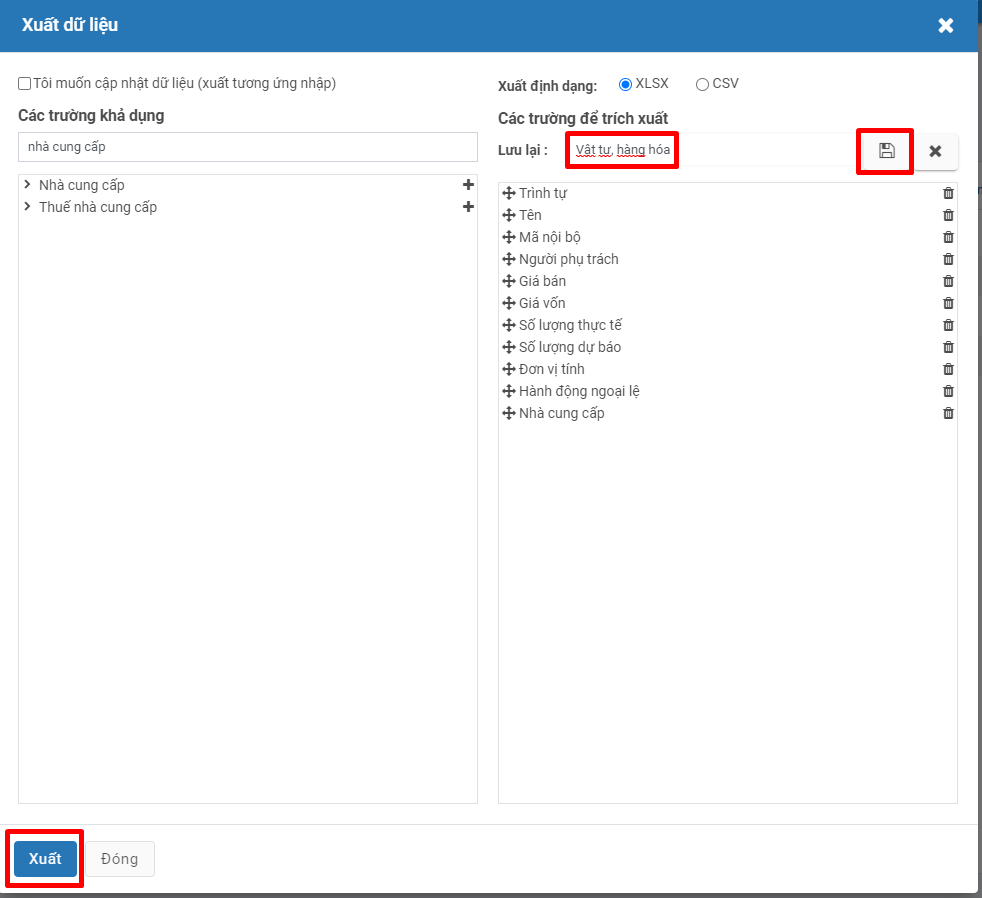 Xuất dữ liệu
Tôi muốn cập nhật dữ liệu (xuất tương ứng nhập)
Các trường khả dụng
nhà cung cấp
Nhà cung cấp
Thuế nhà cung cấp
Xuất định dạng: XLSX CSV
Các trường để trích xuất
Lưu lại : Vật tự, hàng hóa
Trình tự
Tên
Mã nội bộ
Người phụ trách
Giá bán
Giá vốn
Số lượng thực tế
Số lượng dự báo
Đơn vị tính
Hành động ngoại lệ
Nhà cung cấp
Xuất Đóng